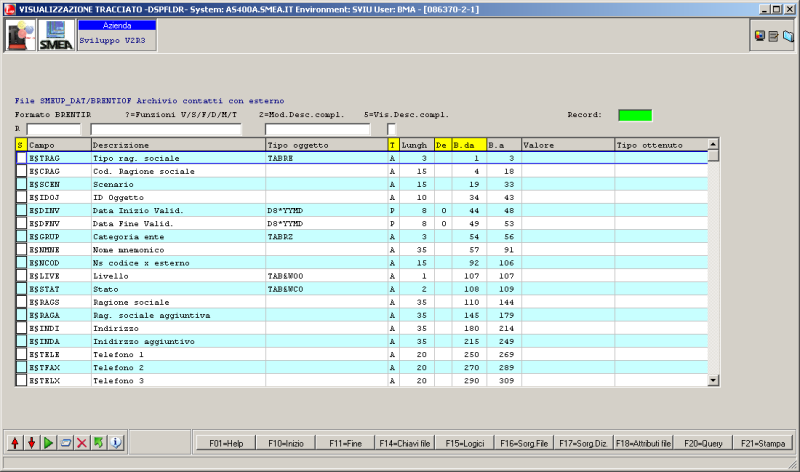 VISUALIZZAZIONE TRACCIATO -DSPFLDR- System: AS400A.SMEA.IT Environment: SVIU User: BMA - [086370-2-1]
SMEA
Azienda
Sviluppo V2R3
File SMEUP_DAT/BRENTI0F Archivio contatti con esterno
Formato BRENTIR ?=Funzioni V/S/F/D/M/T 2=Mod.Desc.compl. 5=Vis.Desc.compl. Record:
R
S Campo Descrizione Tipo oggetto T Lungh De B.da B.a Valore Tipo ottenuto
E$TRAG Tipo rag. sociale TABRE A 3 1 3
E$CRAG Cod. Ragione sociale A 15 4 18
E$SCEN Scenario A 15 19 33
E$IDOJ ID Oggetto A 10 34 43
E$DINV Data Inizio Valid. D8*YYMD P 8 0 44 48
E$DFNV Data Fine Valid. D8*YYMD P 8 0 49 53
E$GRUP Categoria ente TABRZ A 3 54 56
E$NMNE Nome mnemonico A 35 57 91
E$NCOD Ns codice x esterno A 15 92 106
E$LIVE Livello TAB&W00 A 1 107 107
E$STAT Stato TAB&WC0 A 2 108 109
E$RAGS Ragione sociale A 35 110 144
E$RAGA Rag. sociale aggiuntiva A 35 145 179
E$INDI Indirizzo A 35 180 214
E$INDA Inidirzzo aggiuntivo A 35 215 249
E$TELE Telefono 1 A 20 250 269
E$TFAX Telefono 2 A 20 270 289
E$TELX Telefono 3 A 20 290 309
F01=Help F10=Inizio F11=Fine F14=Chiavi file F15=Logici F16=Sorg.File F17=Sorg.Diz. F18=Attributi file F20=Query F21=Stampa